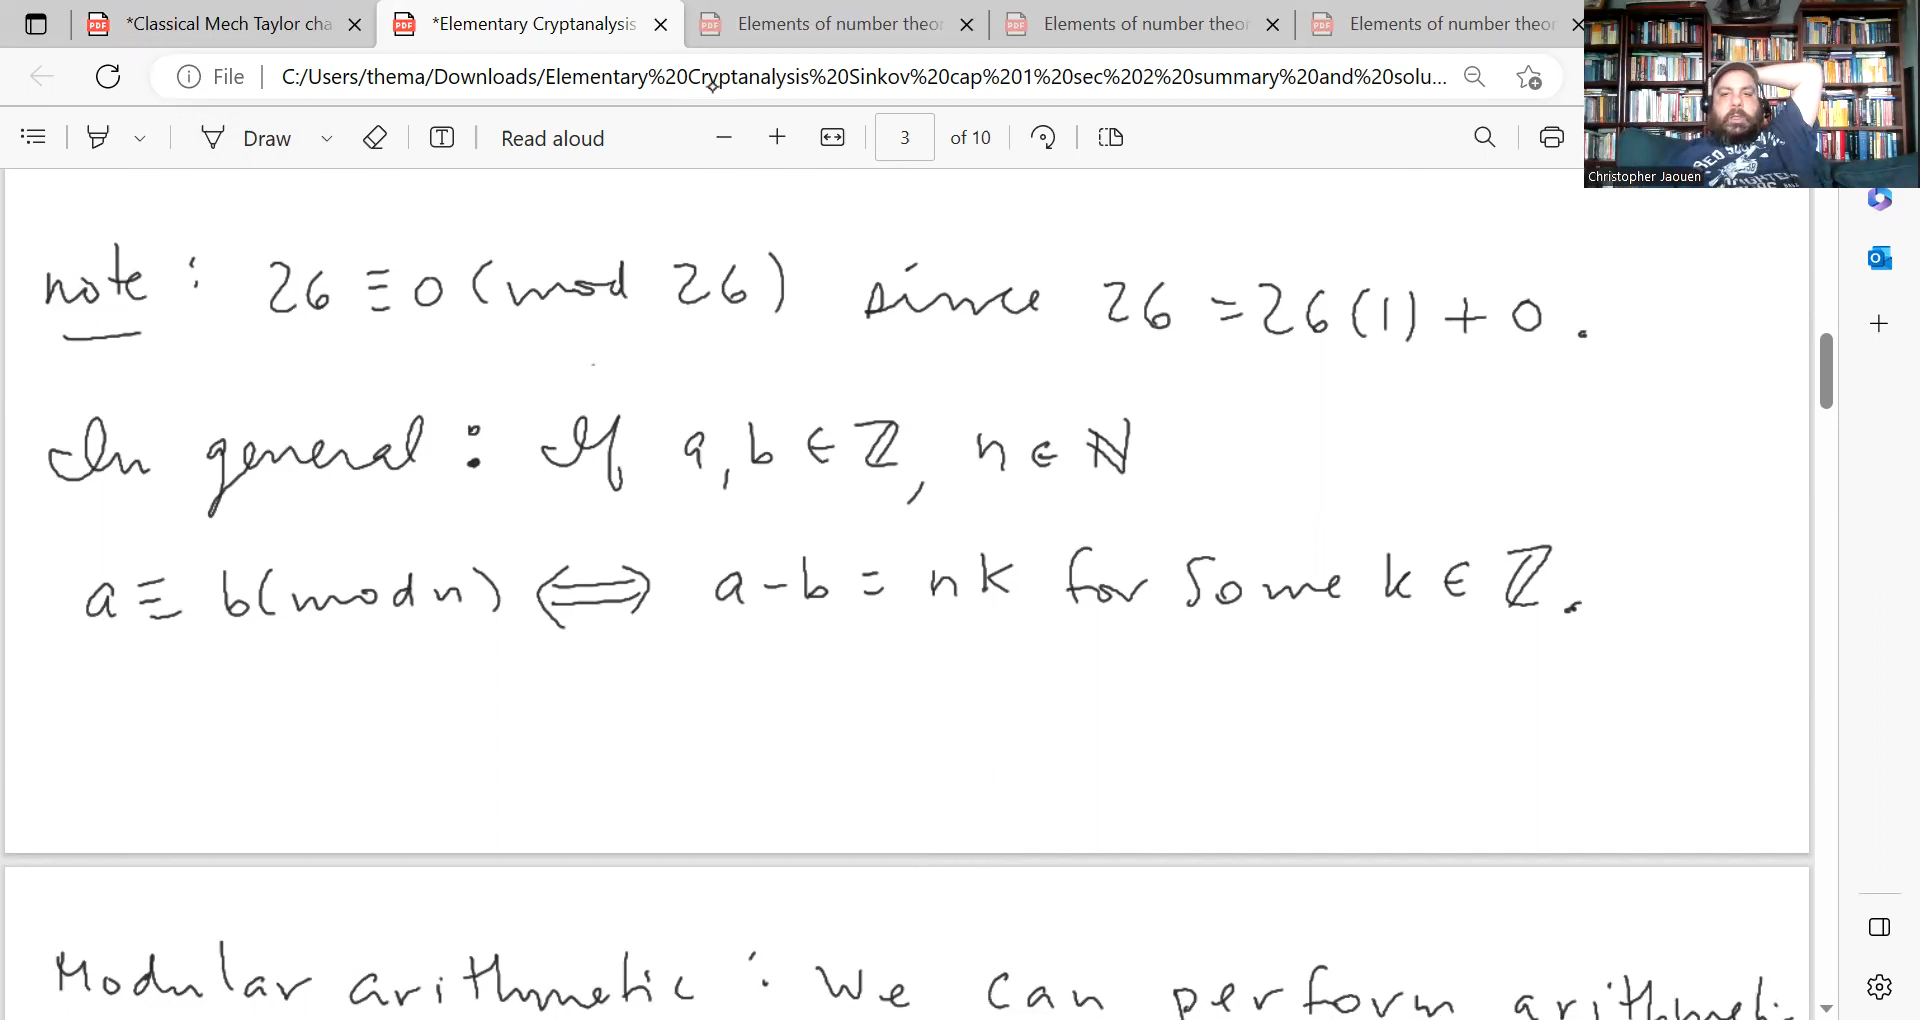 *Classical Mech Taylor cha
*Elementary Cryptanalysis
Elements of number theor
Elements of number theor
Elements of number theor
File
C:/Users/thema/Downloads/Elementary%20Cryptanalysis%20Sinkov%20cap%201%20sec%202%20summary%20and%20solu...
Draw
Read aloud
3
of 10
Christopher Jaouen
note : 26 ≡ 0 (mod 26) since 26 = 26(1) + 0 .
In general : If a, b ∈ ℤ, n ∈ ℕ
a ≡ b(mod n) ⟺ a - b = nk for some k ∈ ℤ.
Modular arithmetic : We can perform arithmeti